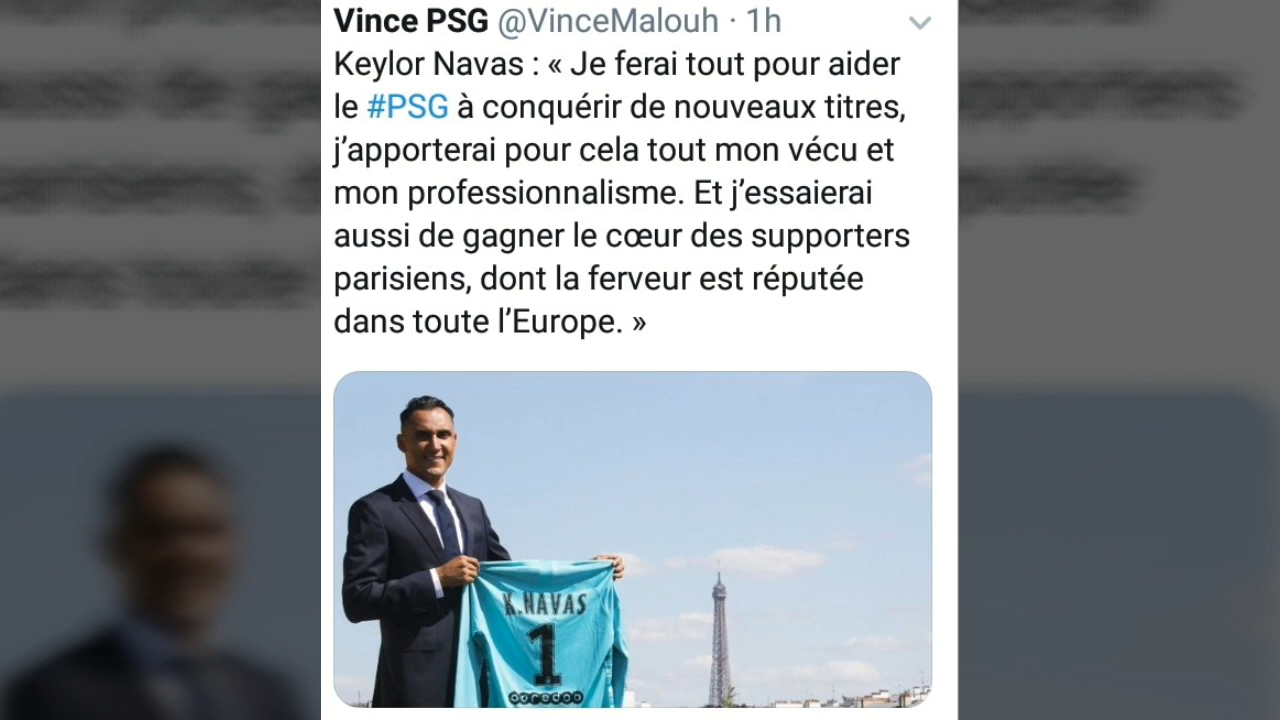 Vince PSG @VinceMalouh · 1h
Keylor Navas : « Je ferai tout pour aider
le #PSG à conquérir de nouveaux titres,
j’apporterai pour cela tout mon vécu et
mon professionnalisme. Et j’essaierai
aussi de gagner le cœur des supporters
parisiens, dont la ferveur est réputée
dans toute l’Europe. »
K.NAVAS
1
ooredoo